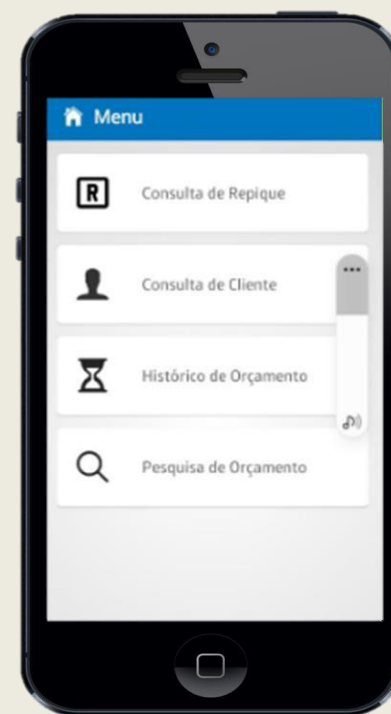 Menu
R Consulta de Repique
Consulta de Cliente
Histórico de Orçamento
Pesquisa de Orçamento